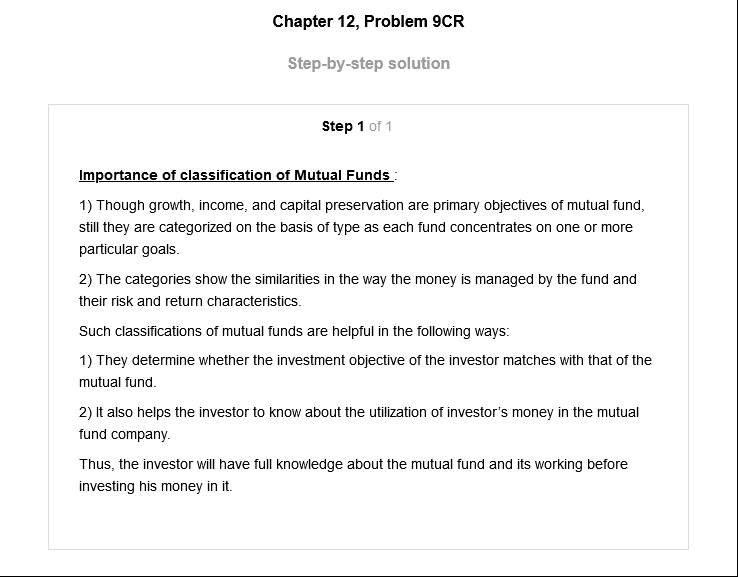 Chapter 12, Problem 9CR
Step-by-step solution
Step 1 of 1
Importance of classification of Mutual Funds :
1) Though growth, income, and capital preservation are primary objectives of mutual fund,
still they are categorized on the basis of type as each fund concentrates on one or more
particular goals.
2) The categories show the similarities in the way the money is managed by the fund and
their risk and return characteristics.
Such classifications of mutual funds are helpful in the following ways:
1) They determine whether the investment objective of the investor matches with that of the
mutual fund.
2) It also helps the investor to know about the utilization of investor’s money in the mutual
fund company.
Thus, the investor will have full knowledge about the mutual fund and its working before
investing his money in it.